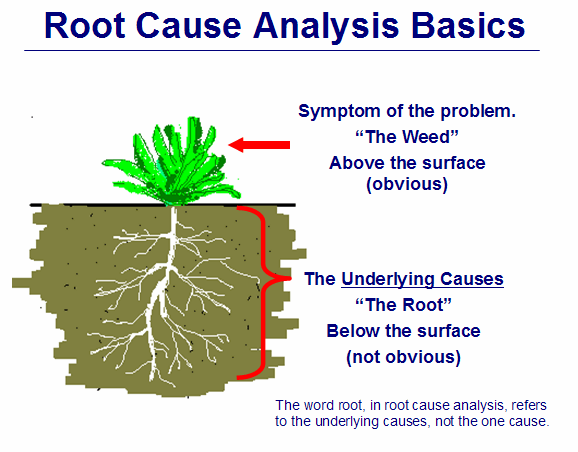 Root Cause Analysis Basics
Symptom of the problem.
“The Weed”
Above the surface
(obvious)
The Underlying Causes
“The Root”
Below the surface
(not obvious)
The word root, in root cause analysis, refers
to the underlying causes, not the one cause.